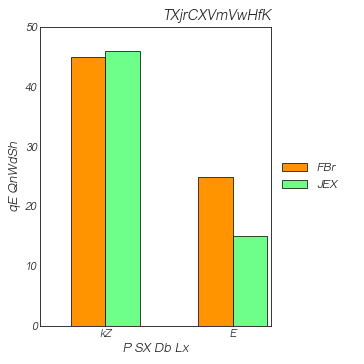 TXjrCXVmVwHfK
50
40
30
20
10
0
qE QnWdSh
kZ
E
P SX Db Lx
FBr
JEX